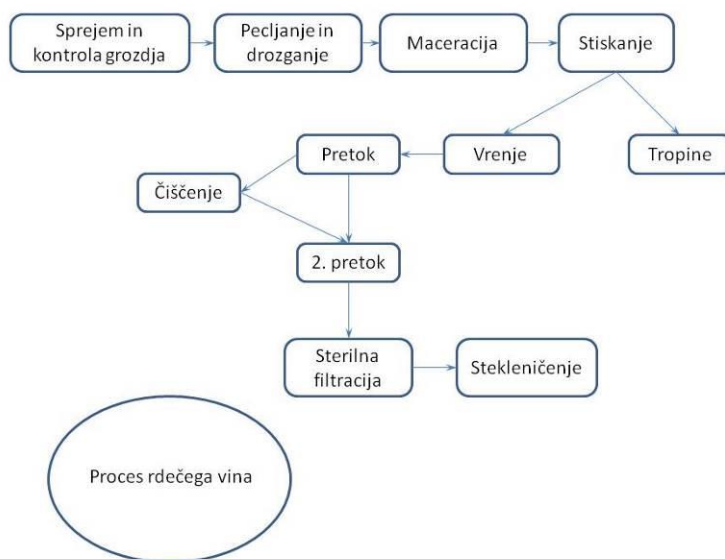 Sprejem in
kontrola grozdja
Pecljanje in
drozganje
Maceracija
Stiskanje
Pretok
Vrenje
Tropine
Čiščenje
2. pretok
Sterilna
filtracija
Stekleničenje
Proces rdečega vina